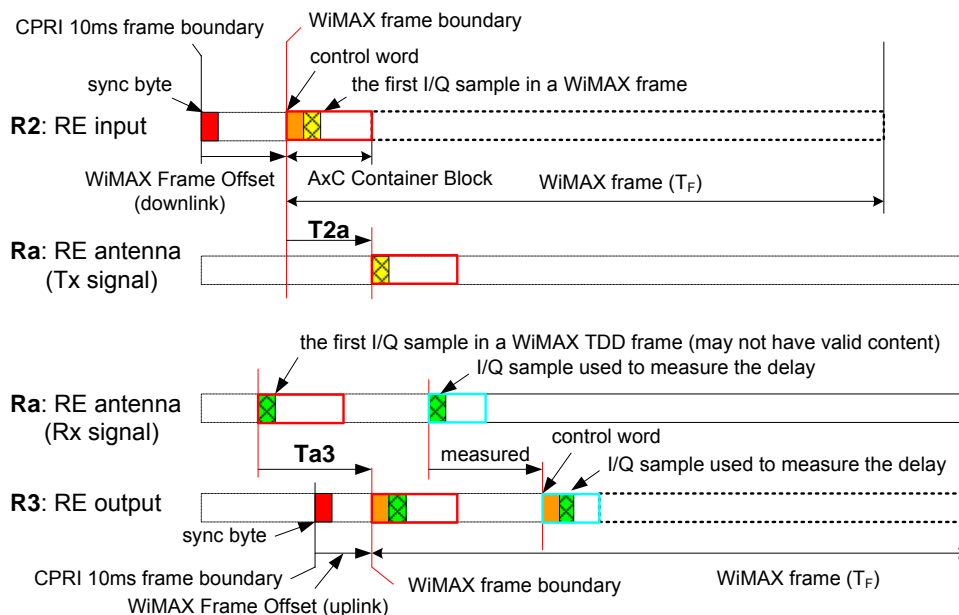 CPRI 10ms frame boundary
WiMAX frame boundary
control word
sync byte
the first I/Q sample in a WiMAX frame
R2: RE input
WiMAX Frame Offset
(downlink)
AxC Container Block
WiMAX frame (TF)
T2a
Ra: RE antenna
(Tx signal)
the first I/Q sample in a WiMAX TDD frame (may not have valid content)
I/Q sample used to measure the delay
Ra: RE antenna
(Rx signal)
Ta3
measured
control word
I/Q sample used to measure the delay
R3: RE output
sync byte
CPRI 10ms frame boundary
WiMAX frame boundary
WiMAX frame (TF)
WiMAX Frame Offset (uplink)